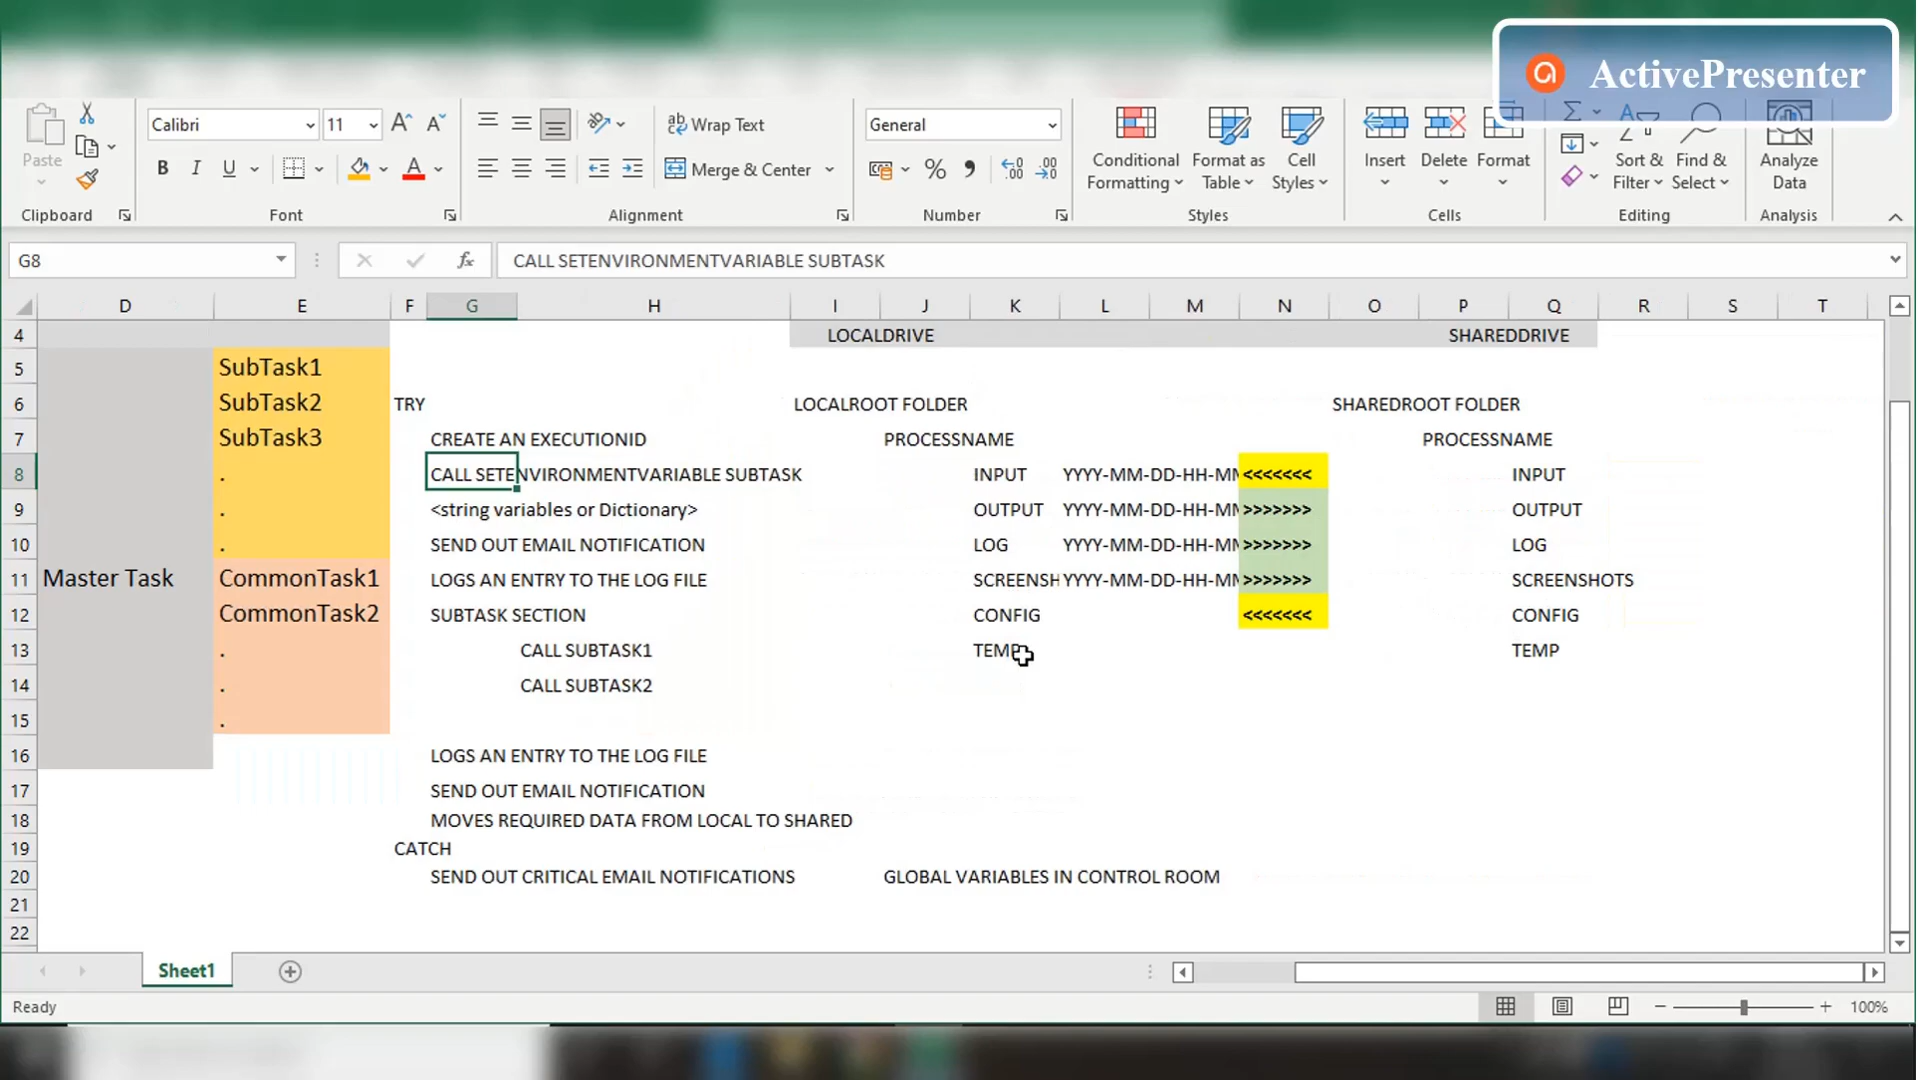 ActivePresenter
Calibri 11 Wrap Text General
Paste B I U Merge & Center % Conditional Formatting Format as Table Cell Styles Insert Delete Format Sort & Filter Find & Select Analyze Data
Clipboard Font Alignment Number Styles Cells Editing Analysis
G8 fx CALL SETENVIRONMENTVARIABLE SUBTASK
D E F G H I J K L M N O P Q R S T
4 LOCALDRIVE SHAREDDRIVE
5 SubTask1
6 SubTask2 TRY LOCALROOT FOLDER SHAREDROOT FOLDER
7 SubTask3 CREATE AN EXECUTIONID PROCESSNAME PROCESSNAME
8 . CALL SETENVIRONMENTVARIABLE SUBTASK INPUT YYYY-MM-DD-HH-MM <<<<<<< INPUT
9 . <string variables or Dictionary> OUTPUT YYYY-MM-DD-HH-MM >>>>>>> OUTPUT
10 . SEND OUT EMAIL NOTIFICATION LOG YYYY-MM-DD-HH-MM >>>>>>> LOG
11 Master Task CommonTask1 LOGS AN ENTRY TO THE LOG FILE SCREENSH YYYY-MM-DD-HH-MM >>>>>>> SCREENSHOTS
12 CommonTask2 SUBTASK SECTION CONFIG <<<<<<< CONFIG
13 . CALL SUBTASK1 TEMP TEMP
14 . CALL SUBTASK2
15 .
16 LOGS AN ENTRY TO THE LOG FILE
17 SEND OUT EMAIL NOTIFICATION
18 MOVES REQUIRED DATA FROM LOCAL TO SHARED
19 CATCH
20 SEND OUT CRITICAL EMAIL NOTIFICATIONS GLOBAL VARIABLES IN CONTROL ROOM
21
22
Sheet1
Ready 100%